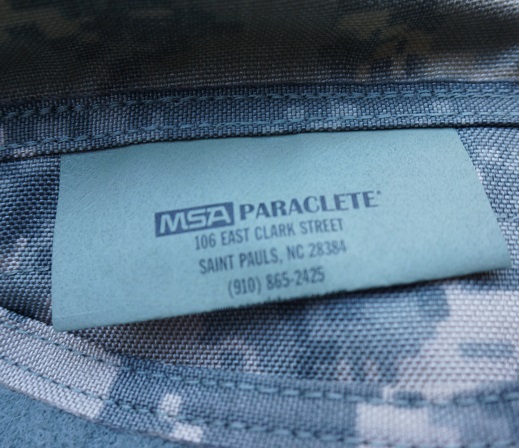 MSA PARACLETE®
106 EAST CLARK STREET
SAINT PAULS, NC 28384
(910) 865-2425